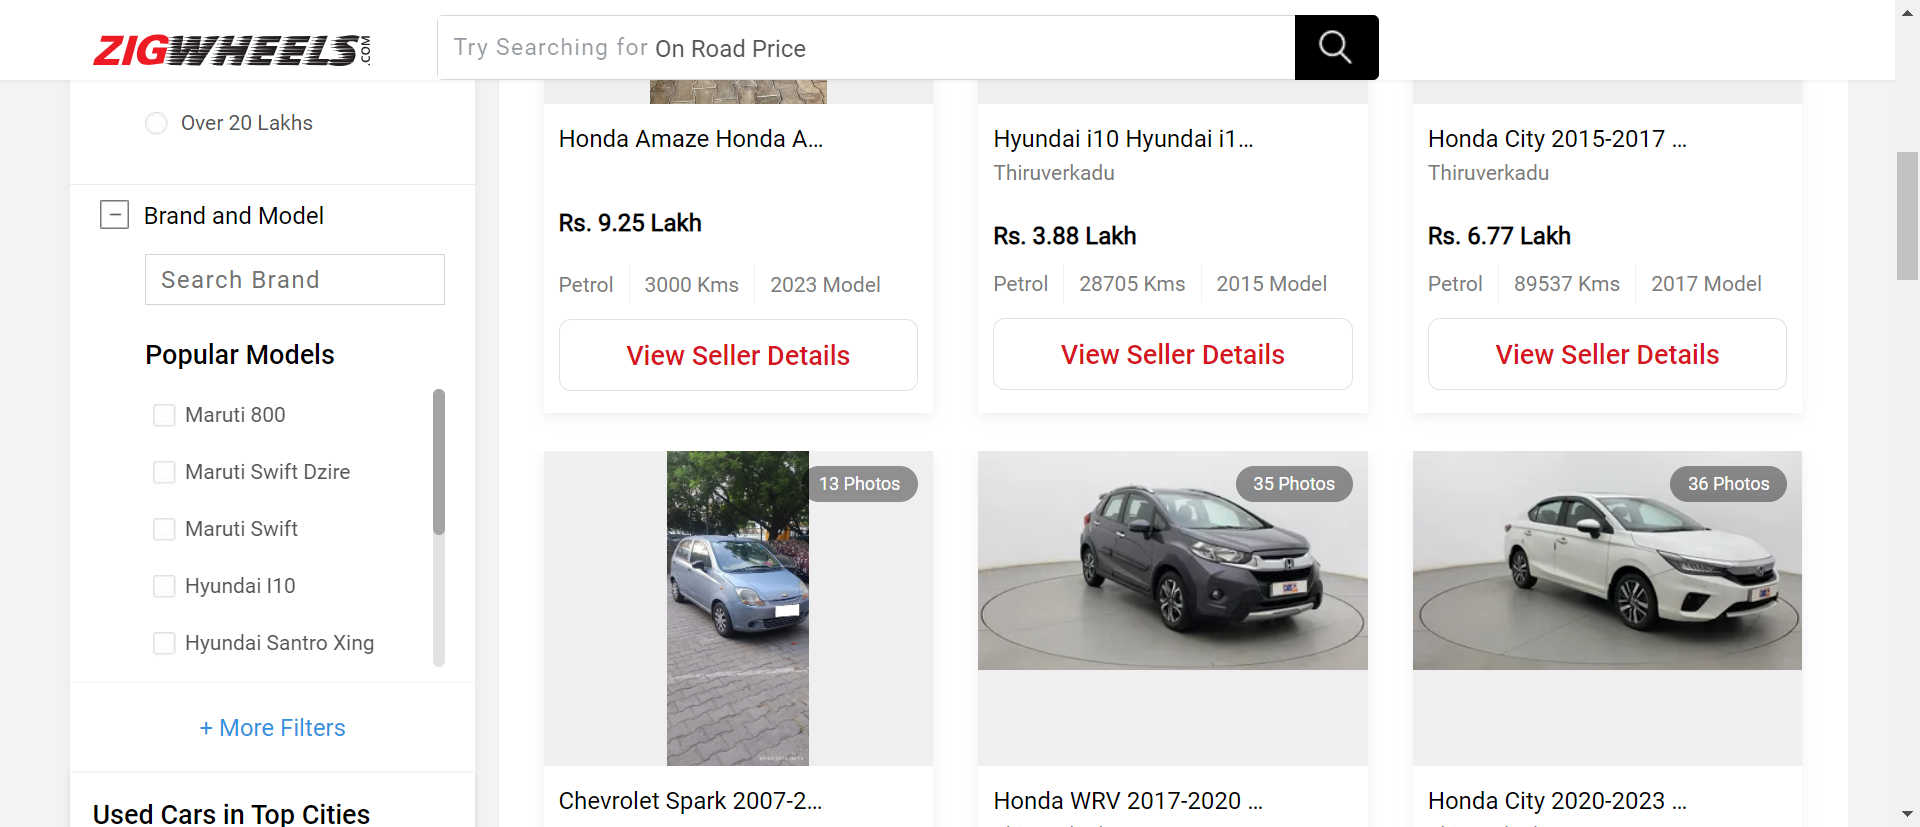 ZIGWHEELS.COM
Try Searching for On Road Price
Over 20 Lakhs
Brand and Model
Search Brand
Popular Models
Maruti 800
Maruti Swift Dzire
Maruti Swift
Hyundai I10
Hyundai Santro Xing
+ More Filters
Used Cars in Top Cities
Honda Amaze Honda A...
Rs. 9.25 Lakh
Petrol 3000 Kms 2023 Model
View Seller Details
Hyundai i10 Hyundai i1...
Thiruverkadu
Rs. 3.88 Lakh
Petrol 28705 Kms 2015 Model
View Seller Details
Honda City 2015-2017 ...
Thiruverkadu
Rs. 6.77 Lakh
Petrol 89537 Kms 2017 Model
View Seller Details
13 Photos
Chevrolet Spark 2007-2...
35 Photos
Honda WRV 2017-2020 ...
36 Photos
Honda City 2020-2023 ...